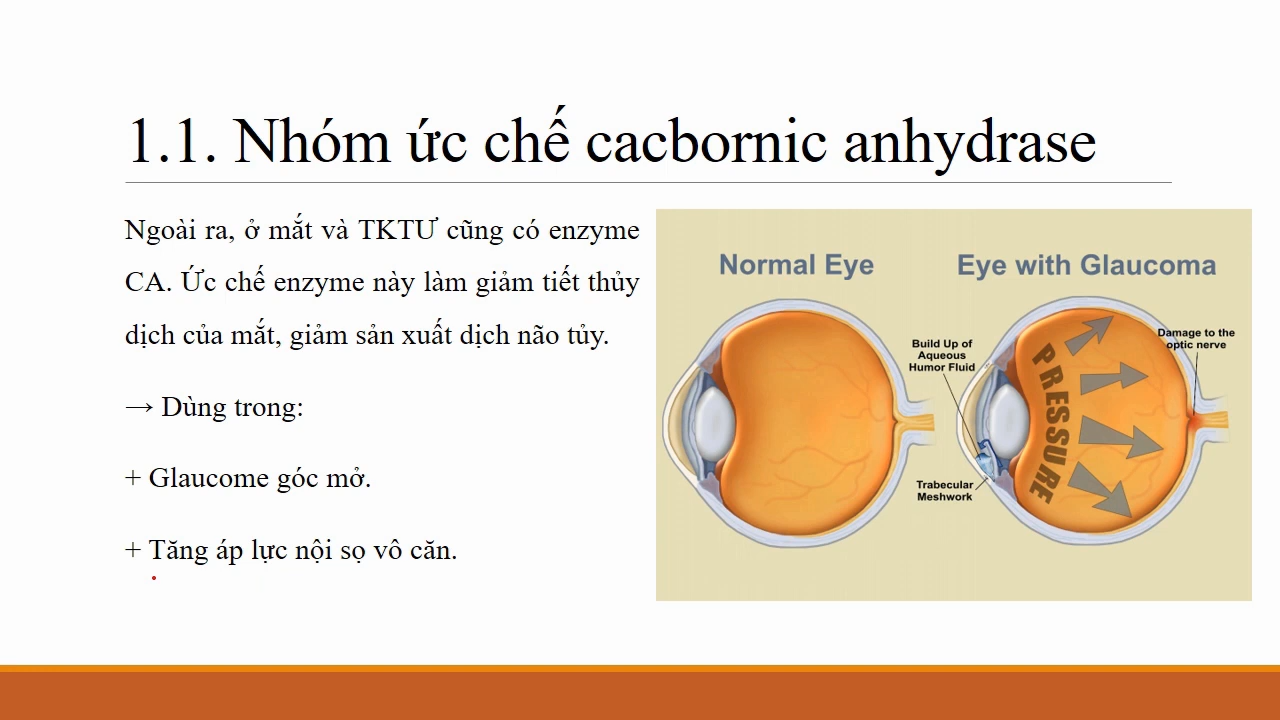 1.1. Nhóm ức chế cacbornic anhydrase
Ngoài ra, ở mắt và TKTƯ cũng có enzyme
CA. Ức chế enzyme này làm giảm tiết thủy
dịch của mắt, giảm sản xuất dịch não tủy.
→ Dùng trong:
+ Glaucome góc mở.
+ Tăng áp lực nội sọ vô căn.
Normal Eye
Eye with Glaucoma
Build Up of
Aqueous
Humor Fluid
Trabecular
Meshwork
PRESSURE
Damage to the
optic nerve